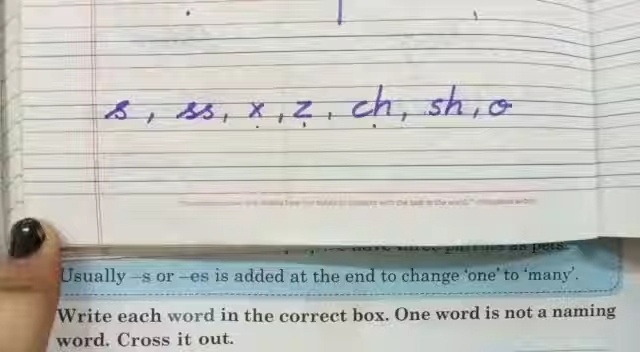 s, ss, x, z, ch, sh, o
Usually –s or –es is added at the end to change 'one' to 'many'.
Write each word in the correct box. One word is not a naming
word. Cross it out.